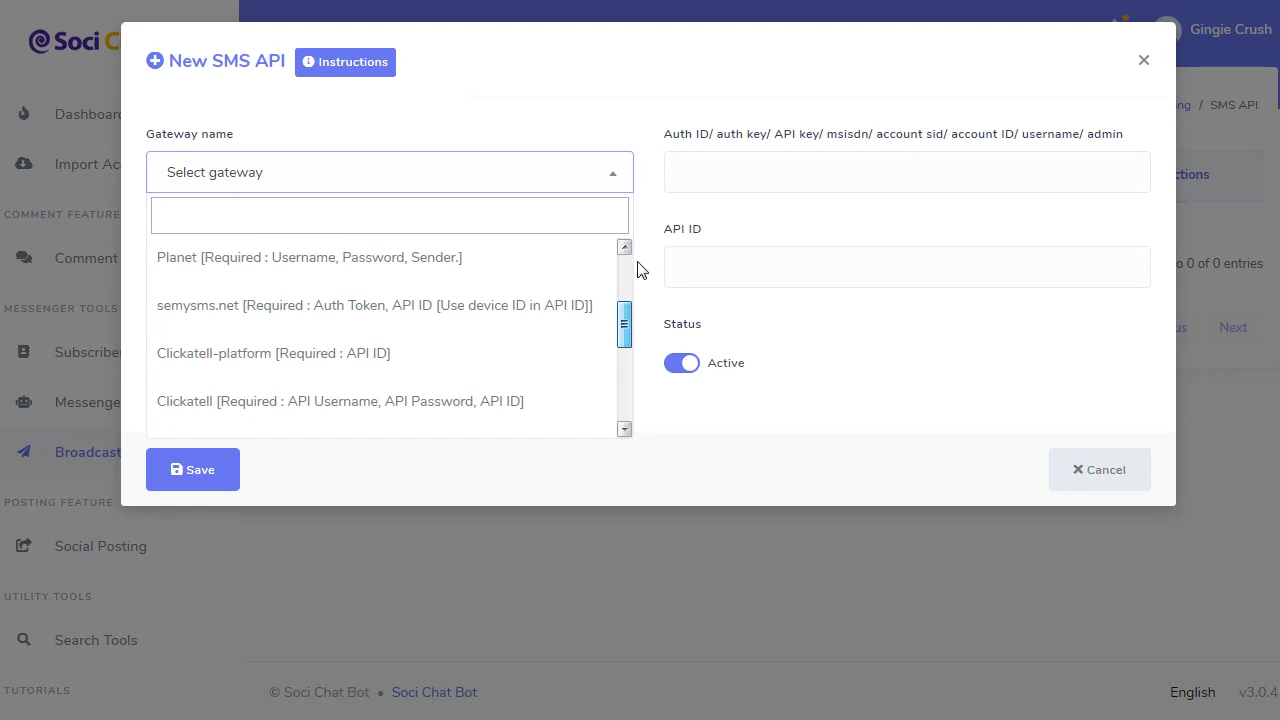 Soci C
Gingie Crush
New SMS API
Instructions
Dashboard
ng / SMS API
Gateway name
Auth ID/ auth key/ API key/ msisdn/ account sid/ account ID/ username/ admin
Import Ac
Select gateway
ctions
COMMENT FEATURE
API ID
Planet [Required : Username, Password, Sender.]
Comment
o 0 of 0 entries
semysms.net [Required : Auth Token, API ID [Use device ID in API ID]]
MESSENGER TOOLS
Status
us
Next
Subscribe
Clickatell-platform [Required : API ID]
Active
Messenge
Clickatell [Required : API Username, API Password, API ID]
Broadcast
Save
Cancel
POSTING FEATURE
Social Posting
UTILITY TOOLS
Search Tools
TUTORIALS
© Soci Chat Bot • Soci Chat Bot
English
v3.0.4